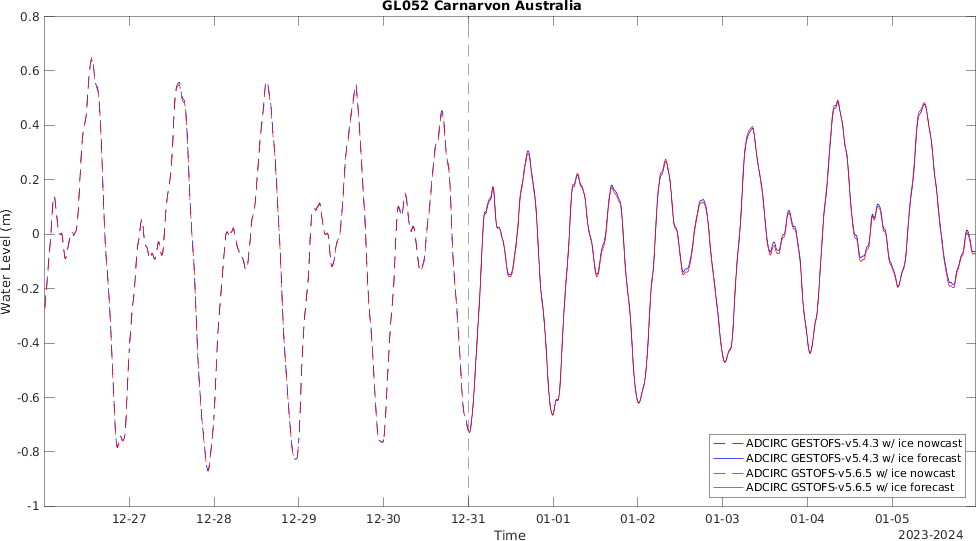 GL052 Carnarvon Australia
Water Level (m)
0.8
0.6
0.4
0.2
0
-0.2
-0.4
-0.6
-0.8
-1
12-27 12-28 12-29 12-30 12-31 01-01 01-02 01-03 01-04 01-05
Time
2023-2024
ADCIRC GESTOFS-v5.4.3 w/ ice nowcast
ADCIRC GESTOFS-v5.4.3 w/ ice forecast
ADCIRC GSTOFS-v5.6.5 w/ ice nowcast
ADCIRC GSTOFS-v5.6.5 w/ ice forecast